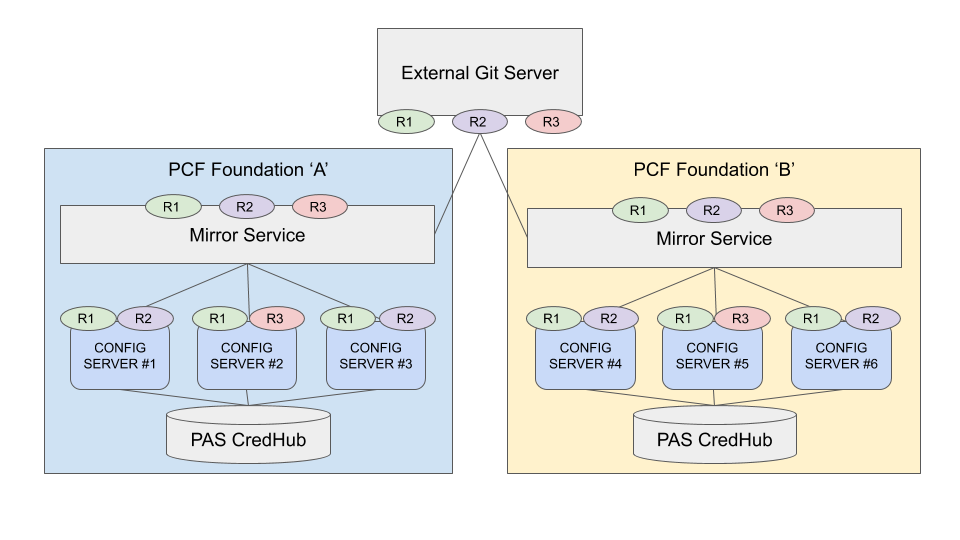 External Git Server
R1 R2 R3
PCF Foundation ‘A’
R1 R2 R3
Mirror Service
R1 R2 R1 R3 R1 R2
CONFIG
SERVER #1
CONFIG
SERVER #2
CONFIG
SERVER #3
PAS CredHub
PCF Foundation ‘B’
R1 R2 R3
Mirror Service
R1 R2 R1 R3 R1 R2
CONFIG
SERVER #4
CONFIG
SERVER #5
CONFIG
SERVER #6
PAS CredHub